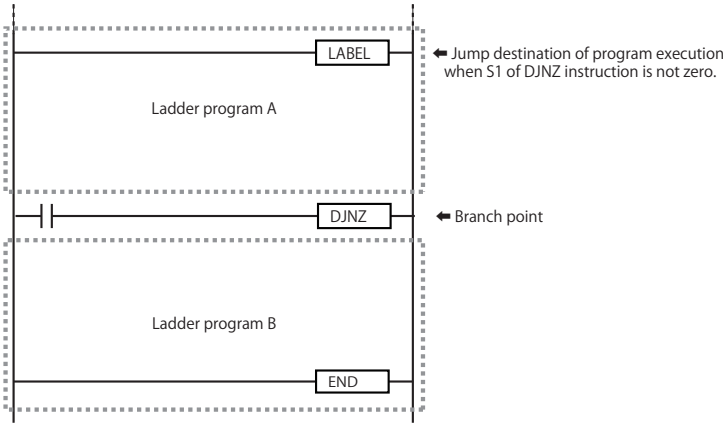 LABEL
⬅ Jump destination of program execution
when S1 of DJNZ instruction is not zero.
Ladder program A
DJNZ
⬅ Branch point
Ladder program B
END